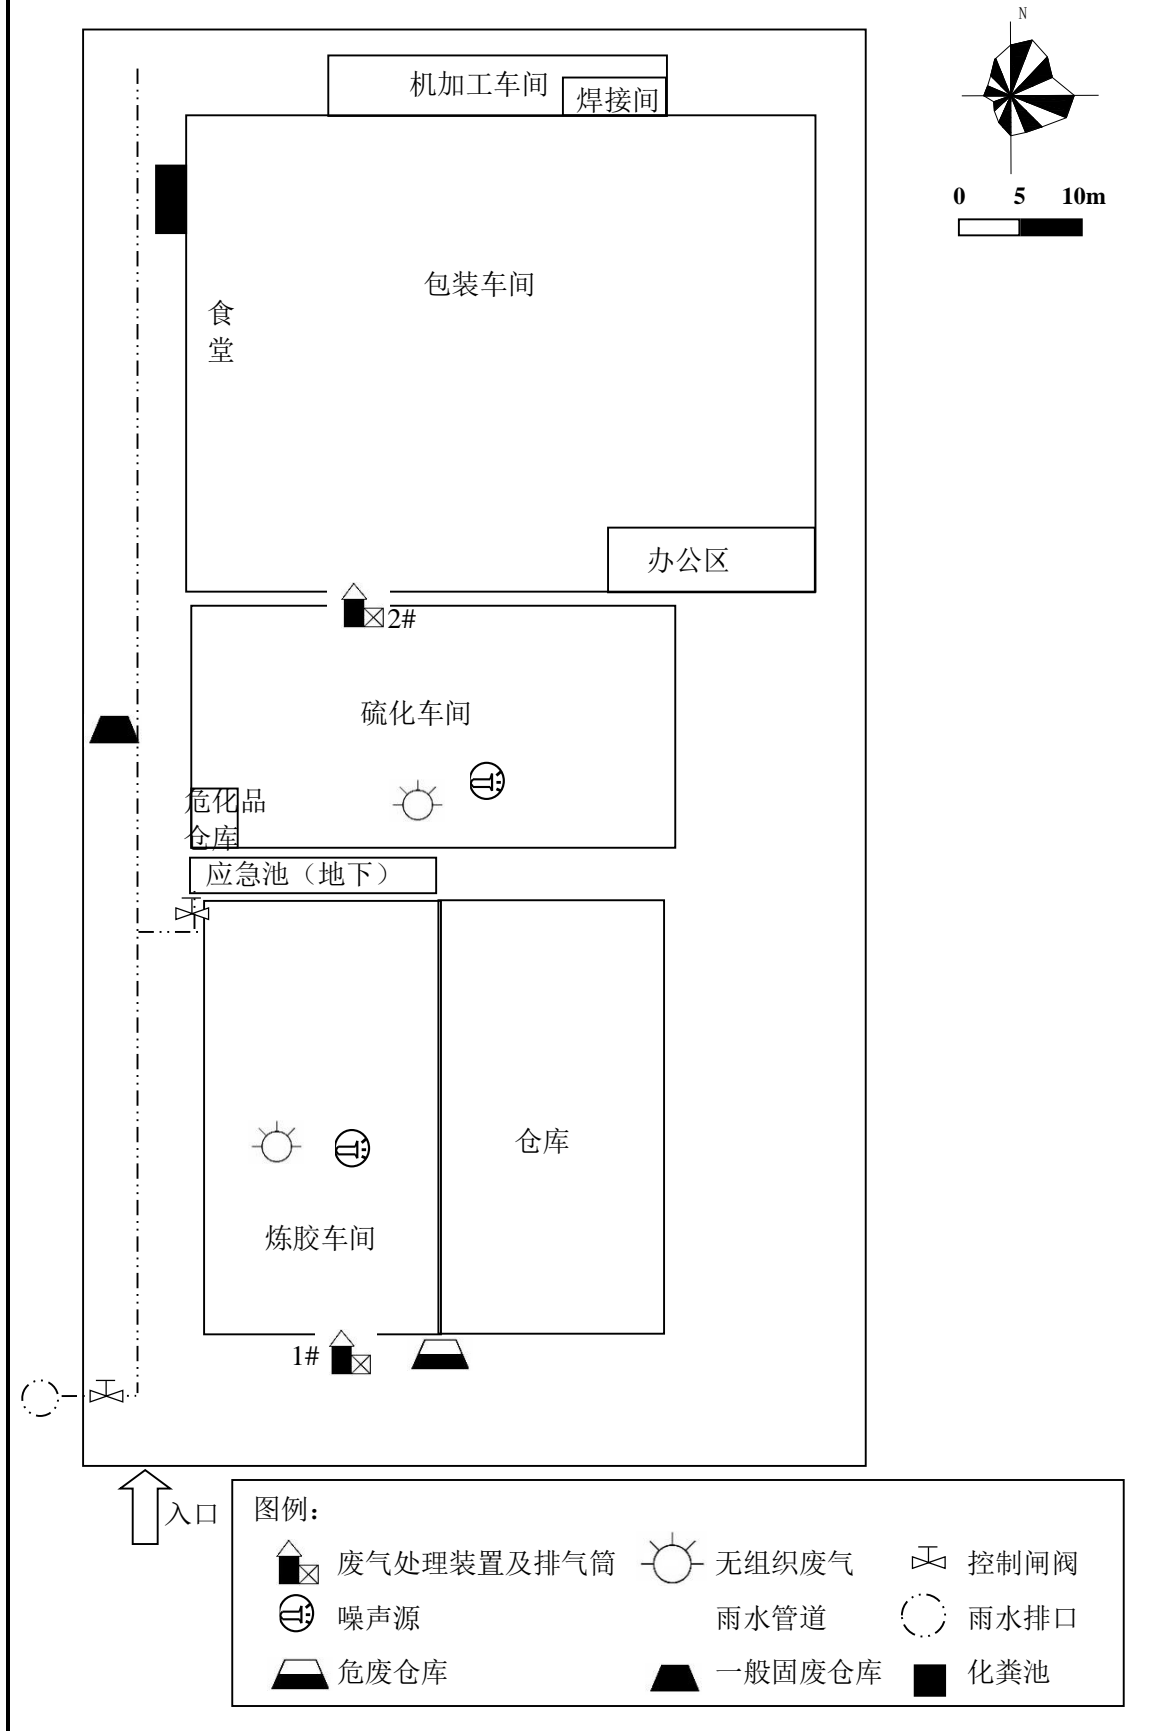 N
机加工车间
焊接间
0 5 10m
包装车间
食
堂
办公区
2#
硫化车间
危化品
仓库
应急池（地下）
仓库
炼胶车间
1#
入口
图例：
废气处理装置及排气筒 无组织废气 控制闸阀
噪声源 雨水管道 雨水排口
危废仓库 一般固废仓库 化粪池